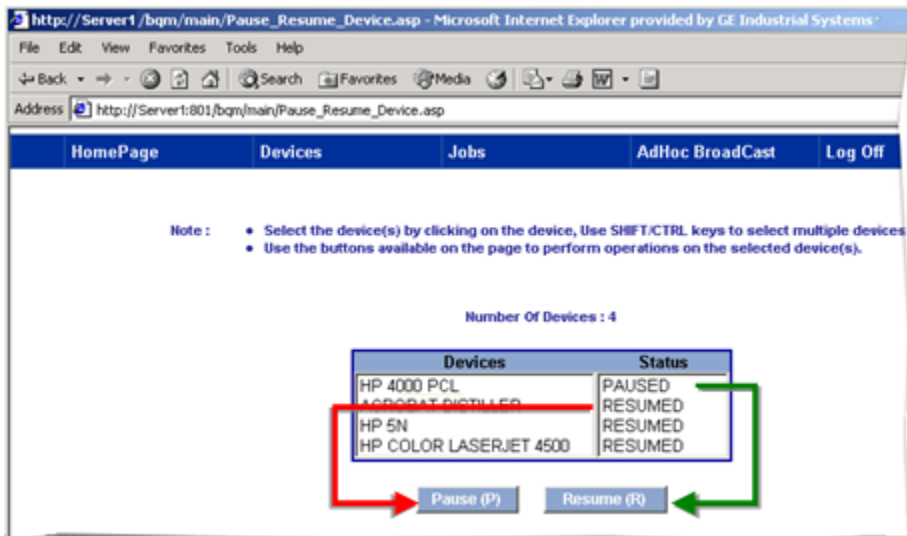 http://Server1/bqm/main/Pause_Resume_Device.asp - Microsoft Internet Explorer provided by GE Industrial Systems
File Edit View Favorites Tools Help
Back Search Favorites Media
Address http://Server1:801/bqm/main/Pause_Resume_Device.asp
HomePage Devices Jobs AdHoc BroadCast Log Off
Note : • Select the device(s) by clicking on the device, Use SHIFT/CTRL keys to select multiple devices
• Use the buttons available on the page to perform operations on the selected device(s).
Number Of Devices : 4
Devices Status
HP 4000 PCL PAUSED
ACROBAT DISTILLER RESUMED
HP 5N RESUMED
HP COLOR LASERJET 4500 RESUMED
Pause (P) Resume (R)